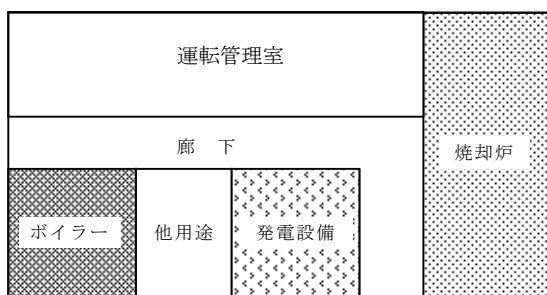 運転管理室
廊　下
焼却炉
ボイラー
他用途
発電設備